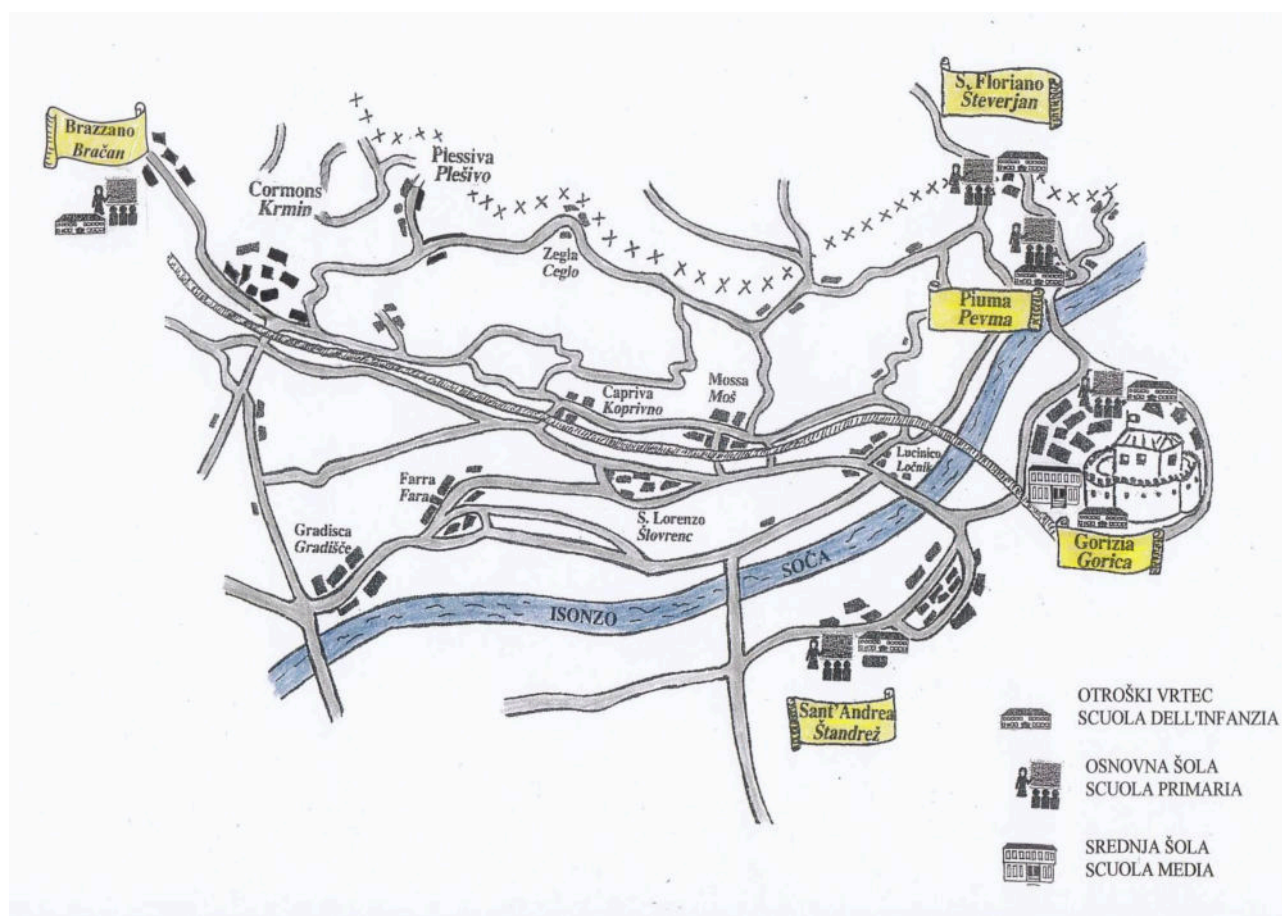 S. Floriano
Števerjan
Brazzano
Bračan
Plessiva
Plešivo
Cormons
Krmin
Zegla
Ceglo
Piuma
Pevma
Capriva
Koprivno
Mossa
Moš
Lucinico
Ločnik
Farra
Fara
S. Lorenzo
Šlovrenc
Gradisca
Gradišče
Gorizia
Gorica
SOČA
ISONZO
Sant'Andrea
Štandrež
OTROŠKI VRTEC
SCUOLA DELL'INFANZIA
OSNOVNA ŠOLA
SCUOLA PRIMARIA
SREDNJA ŠOLA
SCUOLA MEDIA